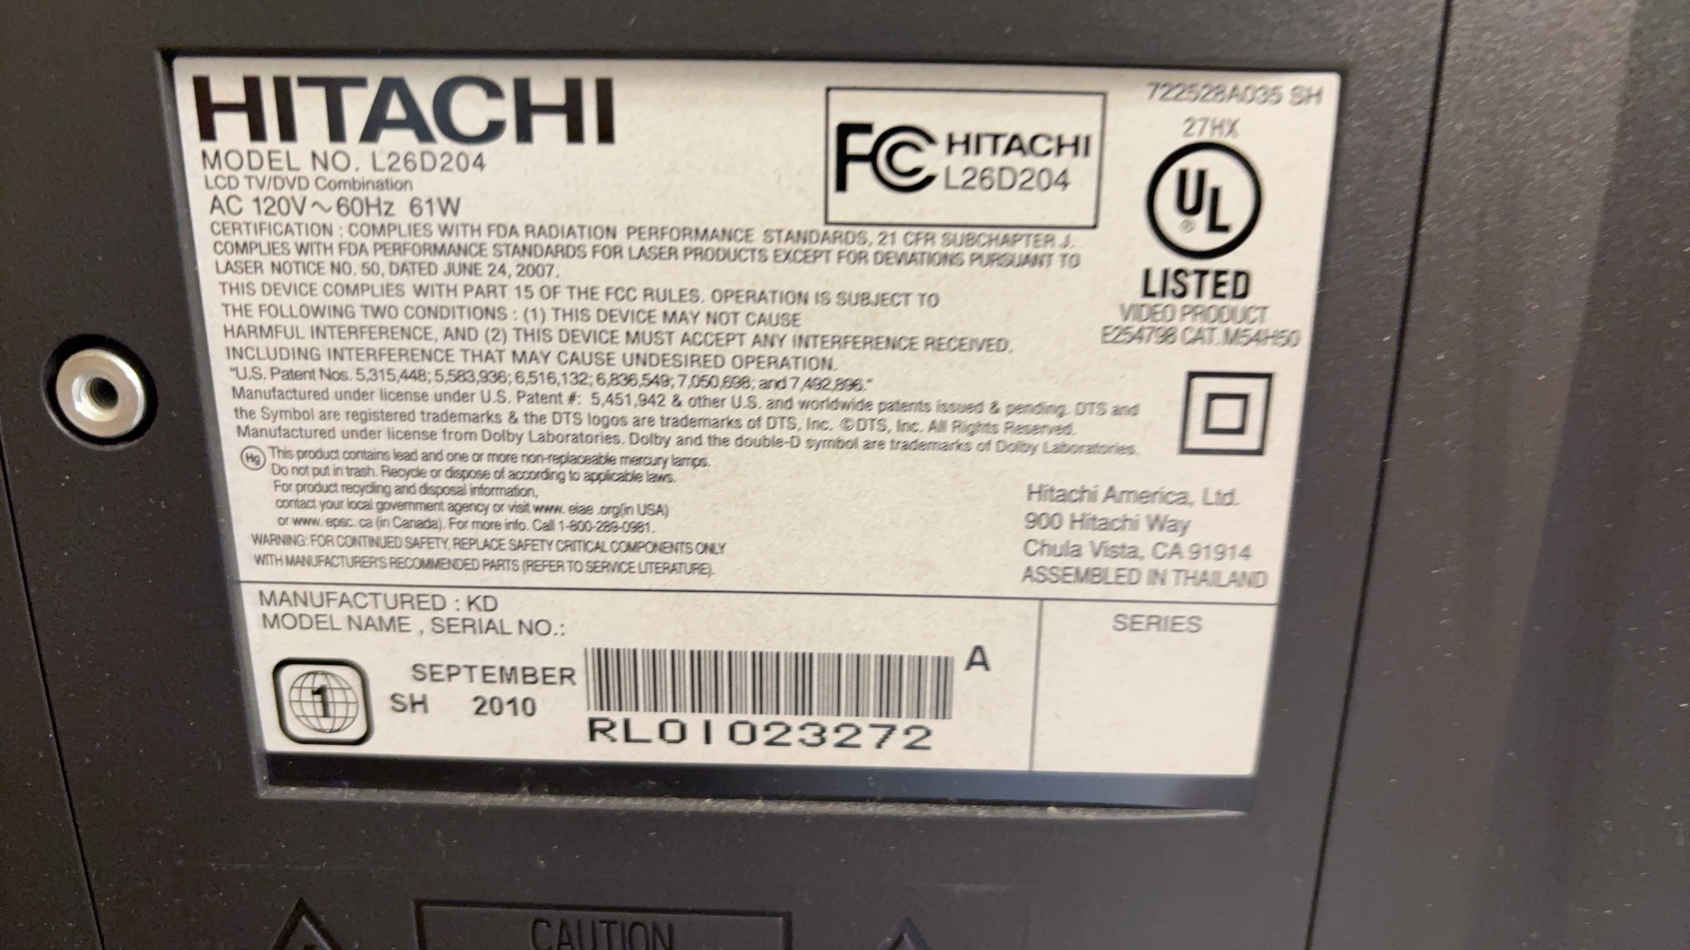 HITACHI
MODEL NO. L26D204
LCD TV/DVD Combination
AC 120V~60Hz 61W
FC HITACHI
L26D204
722528A035 SH
27HX
UL
®
LISTED
VIDEO PRODUCT
E254798 CAT.M54H50
CERTIFICATION : COMPLIES WITH FDA RADIATION PERFORMANCE STANDARDS, 21 CFR SUBCHAPTER J.
COMPLIES WITH FDA PERFORMANCE STANDARDS FOR LASER PRODUCTS EXCEPT FOR DEVIATIONS PURSUANT TO
LASER NOTICE NO. 50, DATED JUNE 24, 2007.
THIS DEVICE COMPLIES WITH PART 15 OF THE FCC RULES. OPERATION IS SUBJECT TO
THE FOLLOWING TWO CONDITIONS : (1) THIS DEVICE MAY NOT CAUSE
HARMFUL INTERFERENCE, AND (2) THIS DEVICE MUST ACCEPT ANY INTERFERENCE RECEIVED,
INCLUDING INTERFERENCE THAT MAY CAUSE UNDESIRED OPERATION.
"U.S. Patent Nos. 5,315,448; 5,583,936; 6,516,132; 6,836,549; 7,050,698; and 7,492,896."
Manufactured under license under U.S. Patent #: 5,451,942 & other U.S. and worldwide patents issued & pending. DTS and
the Symbol are registered trademarks & the DTS logos are trademarks of DTS, Inc. ©DTS, Inc. All Rights Reserved.
Manufactured under license from Dolby Laboratories. Dolby and the double-D symbol are trademarks of Dolby Laboratories.
Hg This product contains lead and one or more non-replaceable mercury lamps.
Do not put in trash. Recycle or dispose of according to applicable laws.
For product recycling and disposal information,
contact your local government agency or visit www. eiae .org(in USA)
or www. epsc. ca (in Canada). For more info. Call 1-800-289-0981.
WARNING: FOR CONTINUED SAFETY, REPLACE SAFETY CRITICAL COMPONENTS ONLY
WITH MANUFACTURER'S RECOMMENDED PARTS (REFER TO SERVICE LITERATURE).
Hitachi America, Ltd.
900 Hitachi Way
Chula Vista, CA 91914
ASSEMBLED IN THAILAND
MANUFACTURED : KD
MODEL NAME , SERIAL NO.:
SERIES
1
SEPTEMBER
SH 2010
A
RL01023272
CAUTION